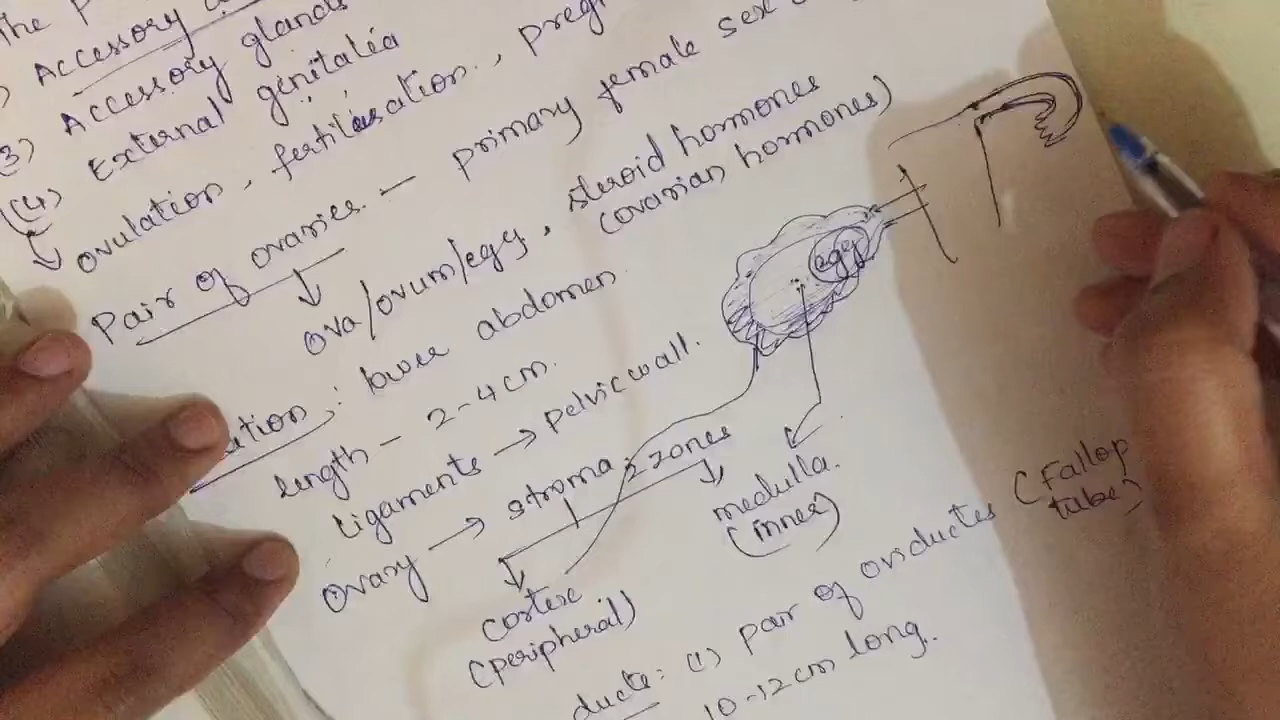 the
Accessory
3) Accessory glands
(4) External genitalia
ovulation, fertilisation, preg
Pair of ovaries — primary female sex
ova/ovum/egg, steroid hormones
(ovarian hormones)
ation: lower abdomen
length - 2-4 cm.
ligaments → pelvic wall.
ovary → stroma: 2 zones
egg
cortex
(peripheral)
medulla.
(inner)
ducts: (1) pair of oviducts (Fallop
tube)
10-12cm long.